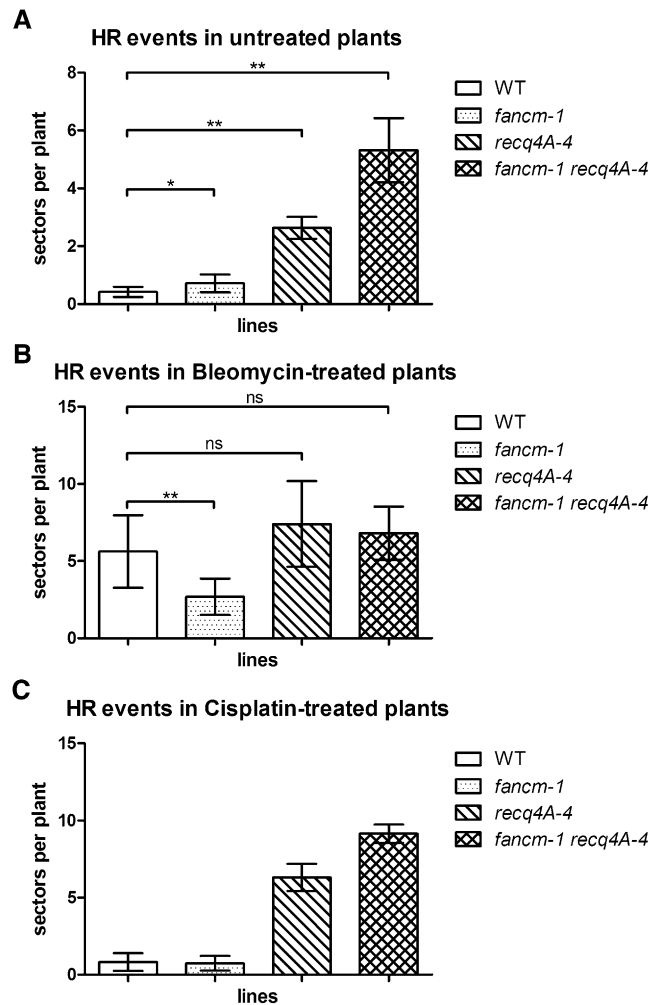 A
HR events in untreated plants
8
6
4
2
0
sectors per plant
**
**
*
lines
WT
fancm-1
recq4A-4
fancm-1 recq4A-4
B
HR events in Bleomycin-treated plants
15
10
5
0
sectors per plant
ns
ns
**
lines
WT
fancm-1
recq4A-4
fancm-1 recq4A-4
C
HR events in Cisplatin-treated plants
15
10
5
0
sectors per plant
lines
WT
fancm-1
recq4A-4
fancm-1 recq4A-4